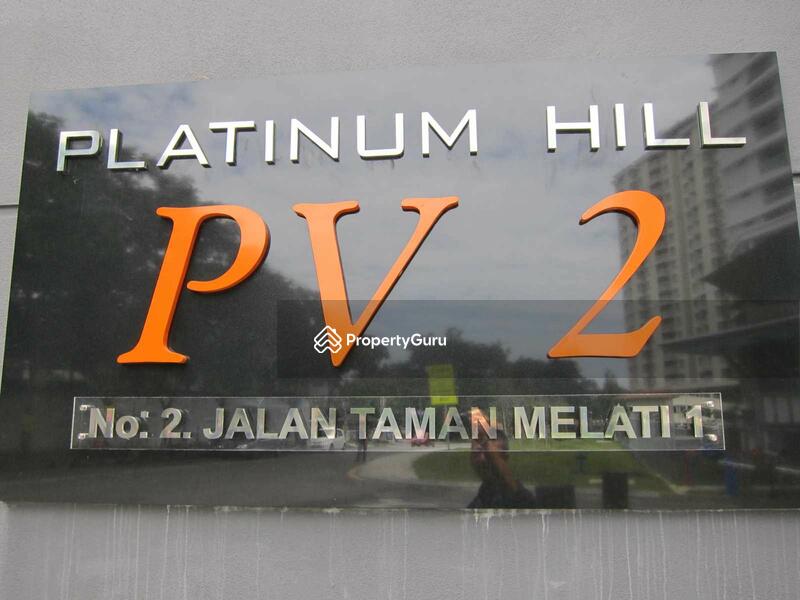 PLATINUM HILL
PV 2
PropertyGuru
No: 2. JALAN TAMAN MELATI 1